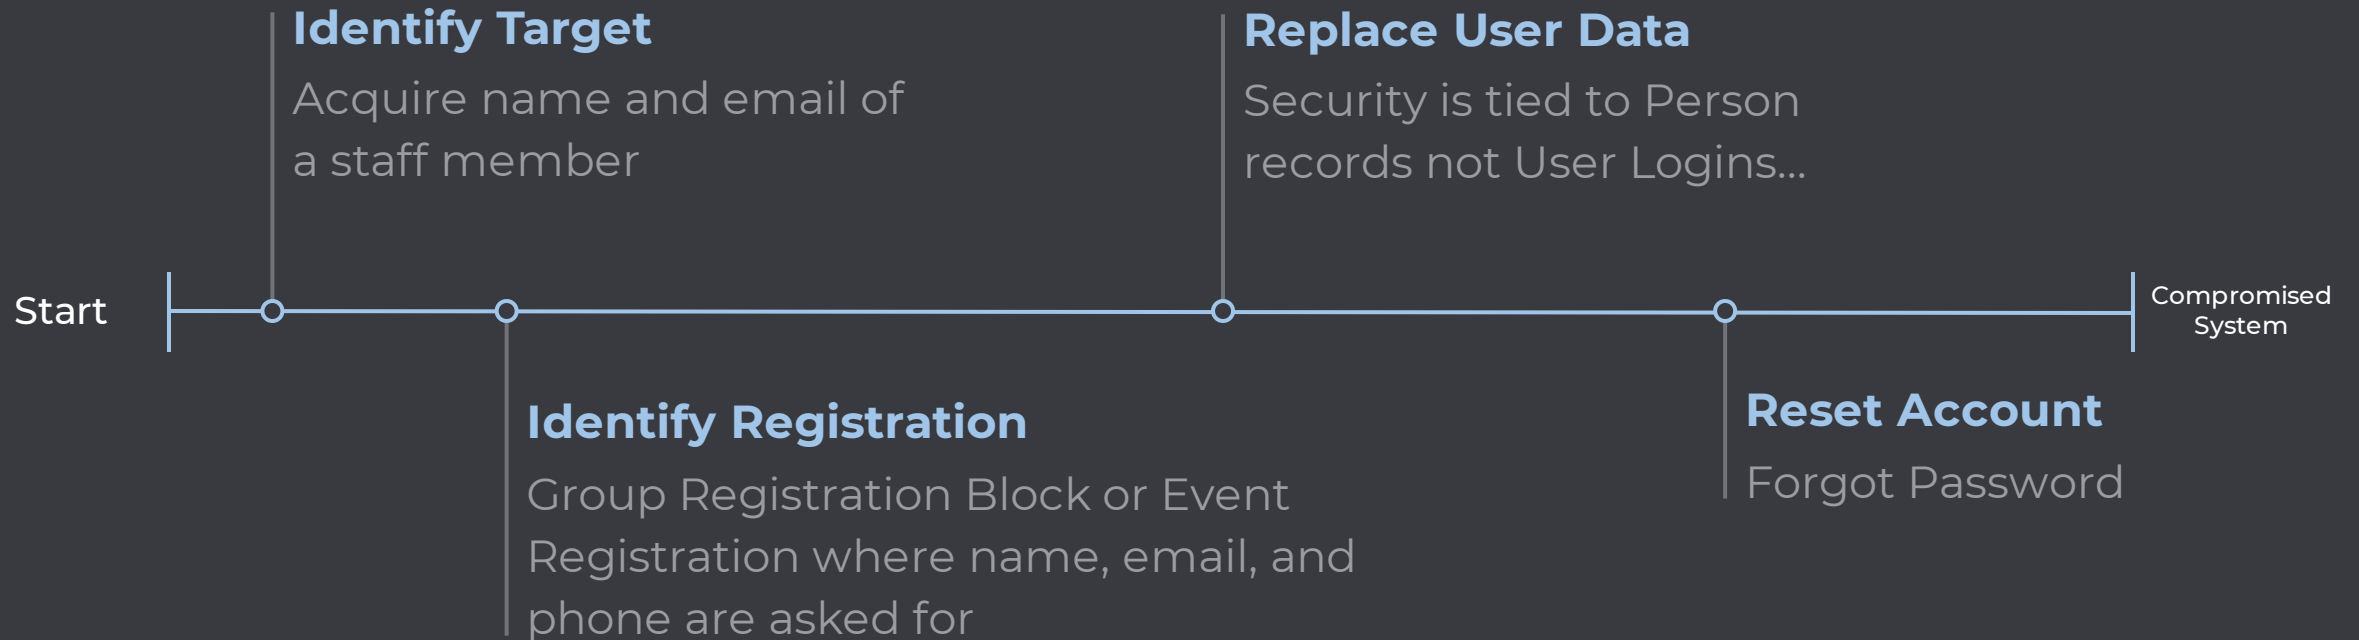 Start
Identify Target
Acquire name and email of
a staff member
Identify Registration
Group Registration Block or Event
Registration where name, email, and
phone are asked for
Replace User Data
Security is tied to Person
records not User Logins...
Reset Account
Forgot Password
Compromised
System